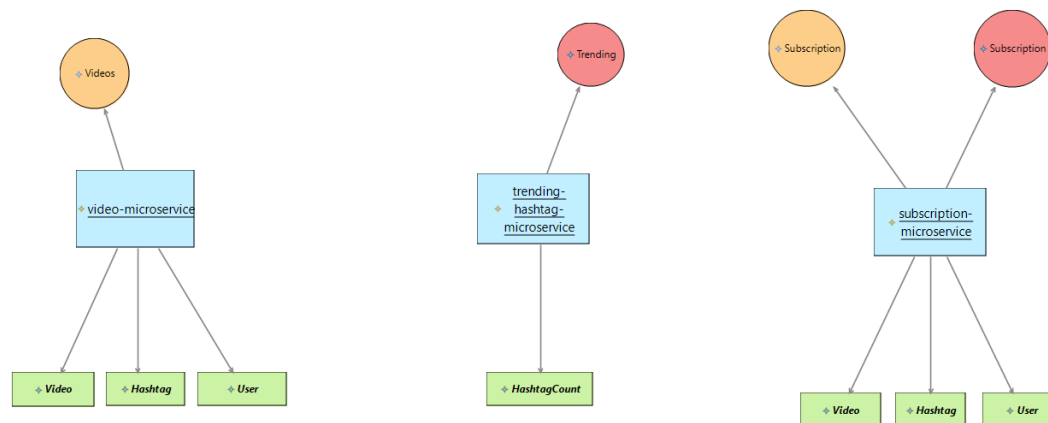 Videos
Trending
Subscription
Subscription
video-microservice
trending-
hashtag-
microservice
subscription-
microservice
Video
Hashtag
User
HashtagCount
Video
Hashtag
User